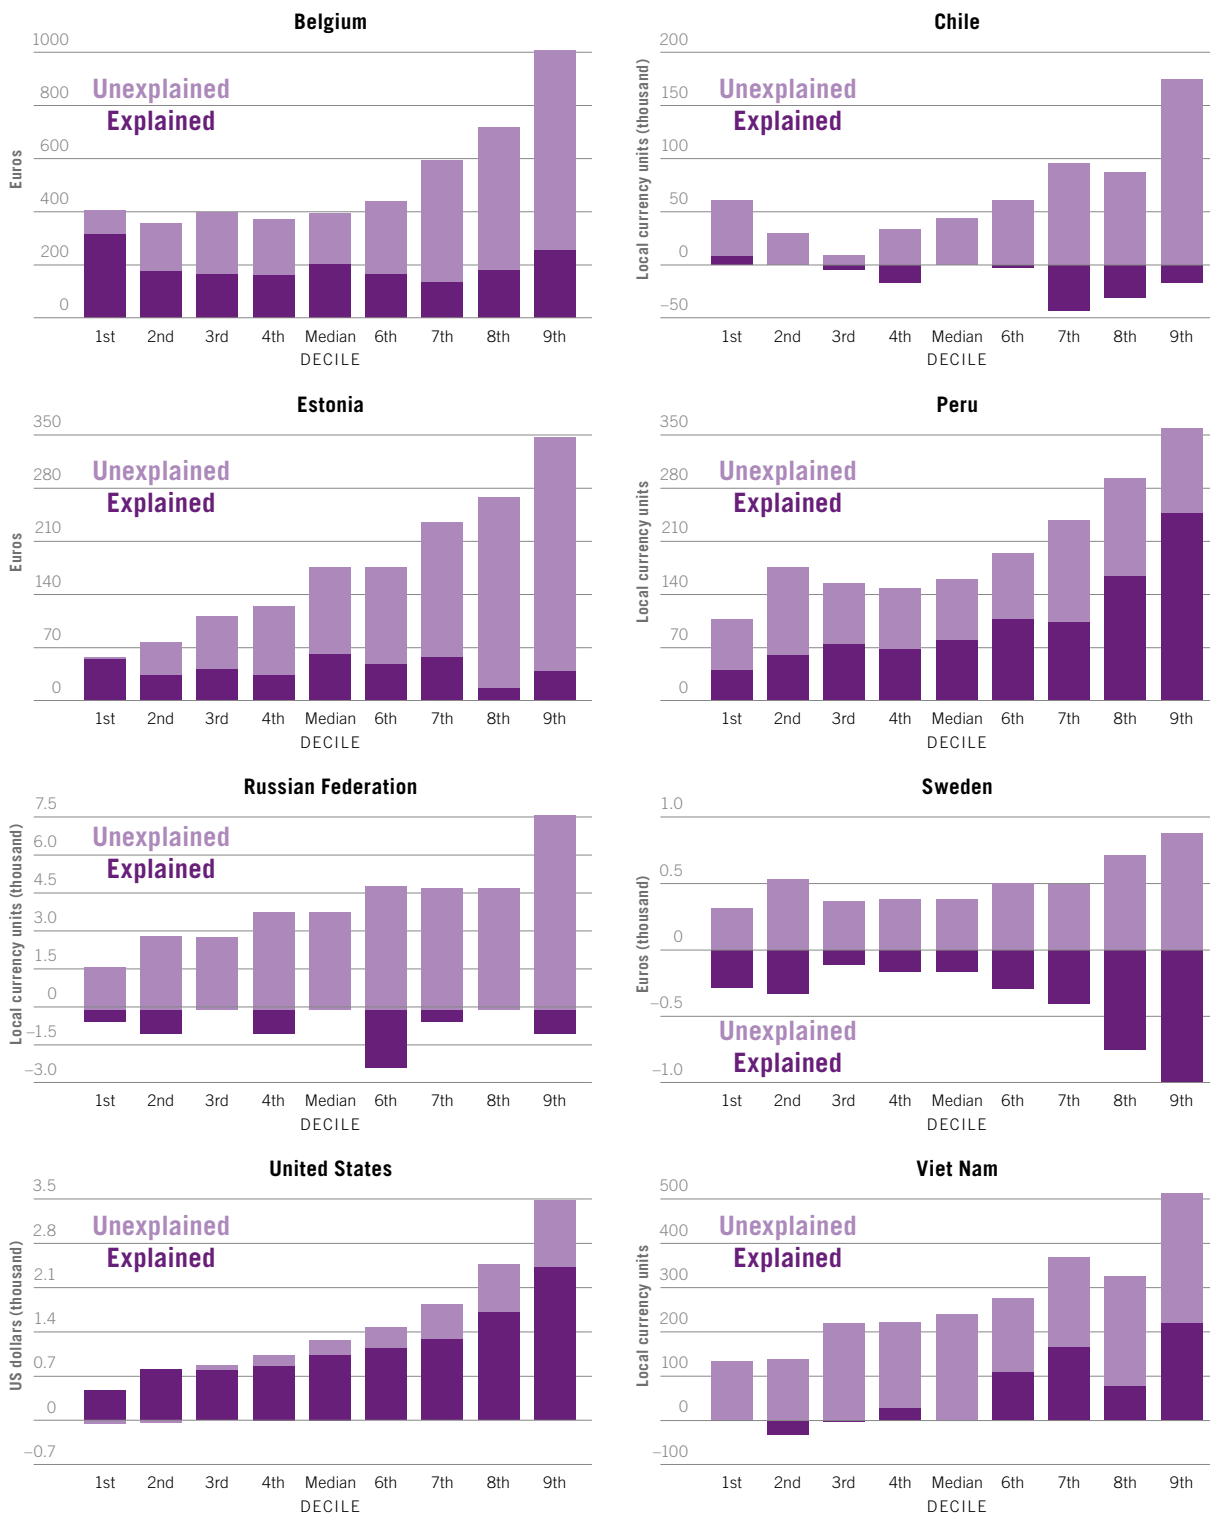 Belgium
1000
800
600
400
200
0
Euros
Unexplained
Explained
1st 2nd 3rd 4th Median 6th 7th 8th 9th
DECILE
Chile
200
150
100
50
0
–50
Local currency units (thousand)
Unexplained
Explained
1st 2nd 3rd 4th Median 6th 7th 8th 9th
DECILE
Estonia
350
280
210
140
70
0
Euros
Unexplained
Explained
1st 2nd 3rd 4th Median 6th 7th 8th 9th
DECILE
Peru
350
280
210
140
70
0
Local currency units
Unexplained
Explained
1st 2nd 3rd 4th Median 6th 7th 8th 9th
DECILE
Russian Federation
7.5
6.0
4.5
3.0
1.5
0
–1.5
–3.0
Local currency units (thousand)
Unexplained
Explained
1st 2nd 3rd 4th Median 6th 7th 8th 9th
DECILE
Sweden
1.0
0.5
0
–0.5
–1.0
Euros (thousand)
Unexplained
Explained
1st 2nd 3rd 4th Median 6th 7th 8th 9th
DECILE
United States
3.5
2.8
2.1
1.4
0.7
0
–0.7
US dollars (thousand)
Unexplained
Explained
1st 2nd 3rd 4th Median 6th 7th 8th 9th
DECILE
Viet Nam
500
400
300
200
100
0
–100
Local currency units
Unexplained
Explained
1st 2nd 3rd 4th Median 6th 7th 8th 9th
DECILE